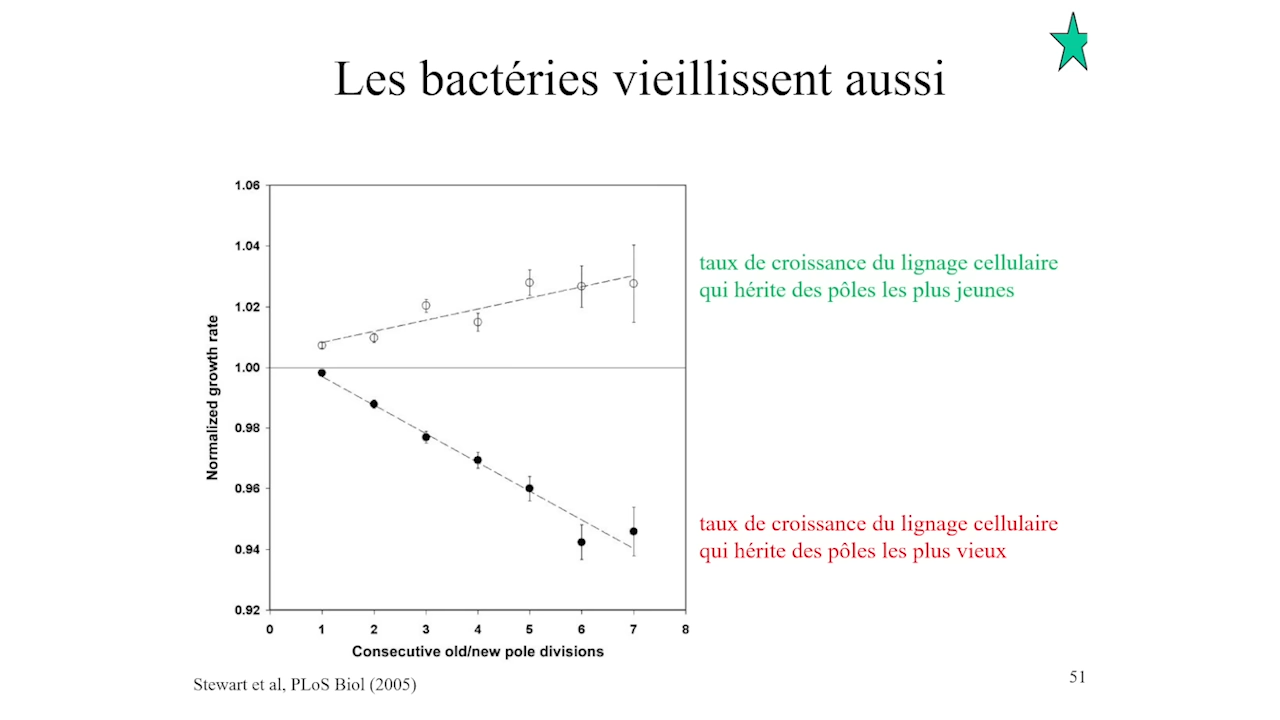 Les bactéries vieillissent aussi
1.06
1.04
1.02
1.00
0.98
0.96
0.94
0.92
Normalized growth rate
0 1 2 3 4 5 6 7 8
Consecutive old/new pole divisions
taux de croissance du lignage cellulaire
qui hérite des pôles les plus jeunes
taux de croissance du lignage cellulaire
qui hérite des pôles les plus vieux
Stewart et al, PLoS Biol (2005)
51